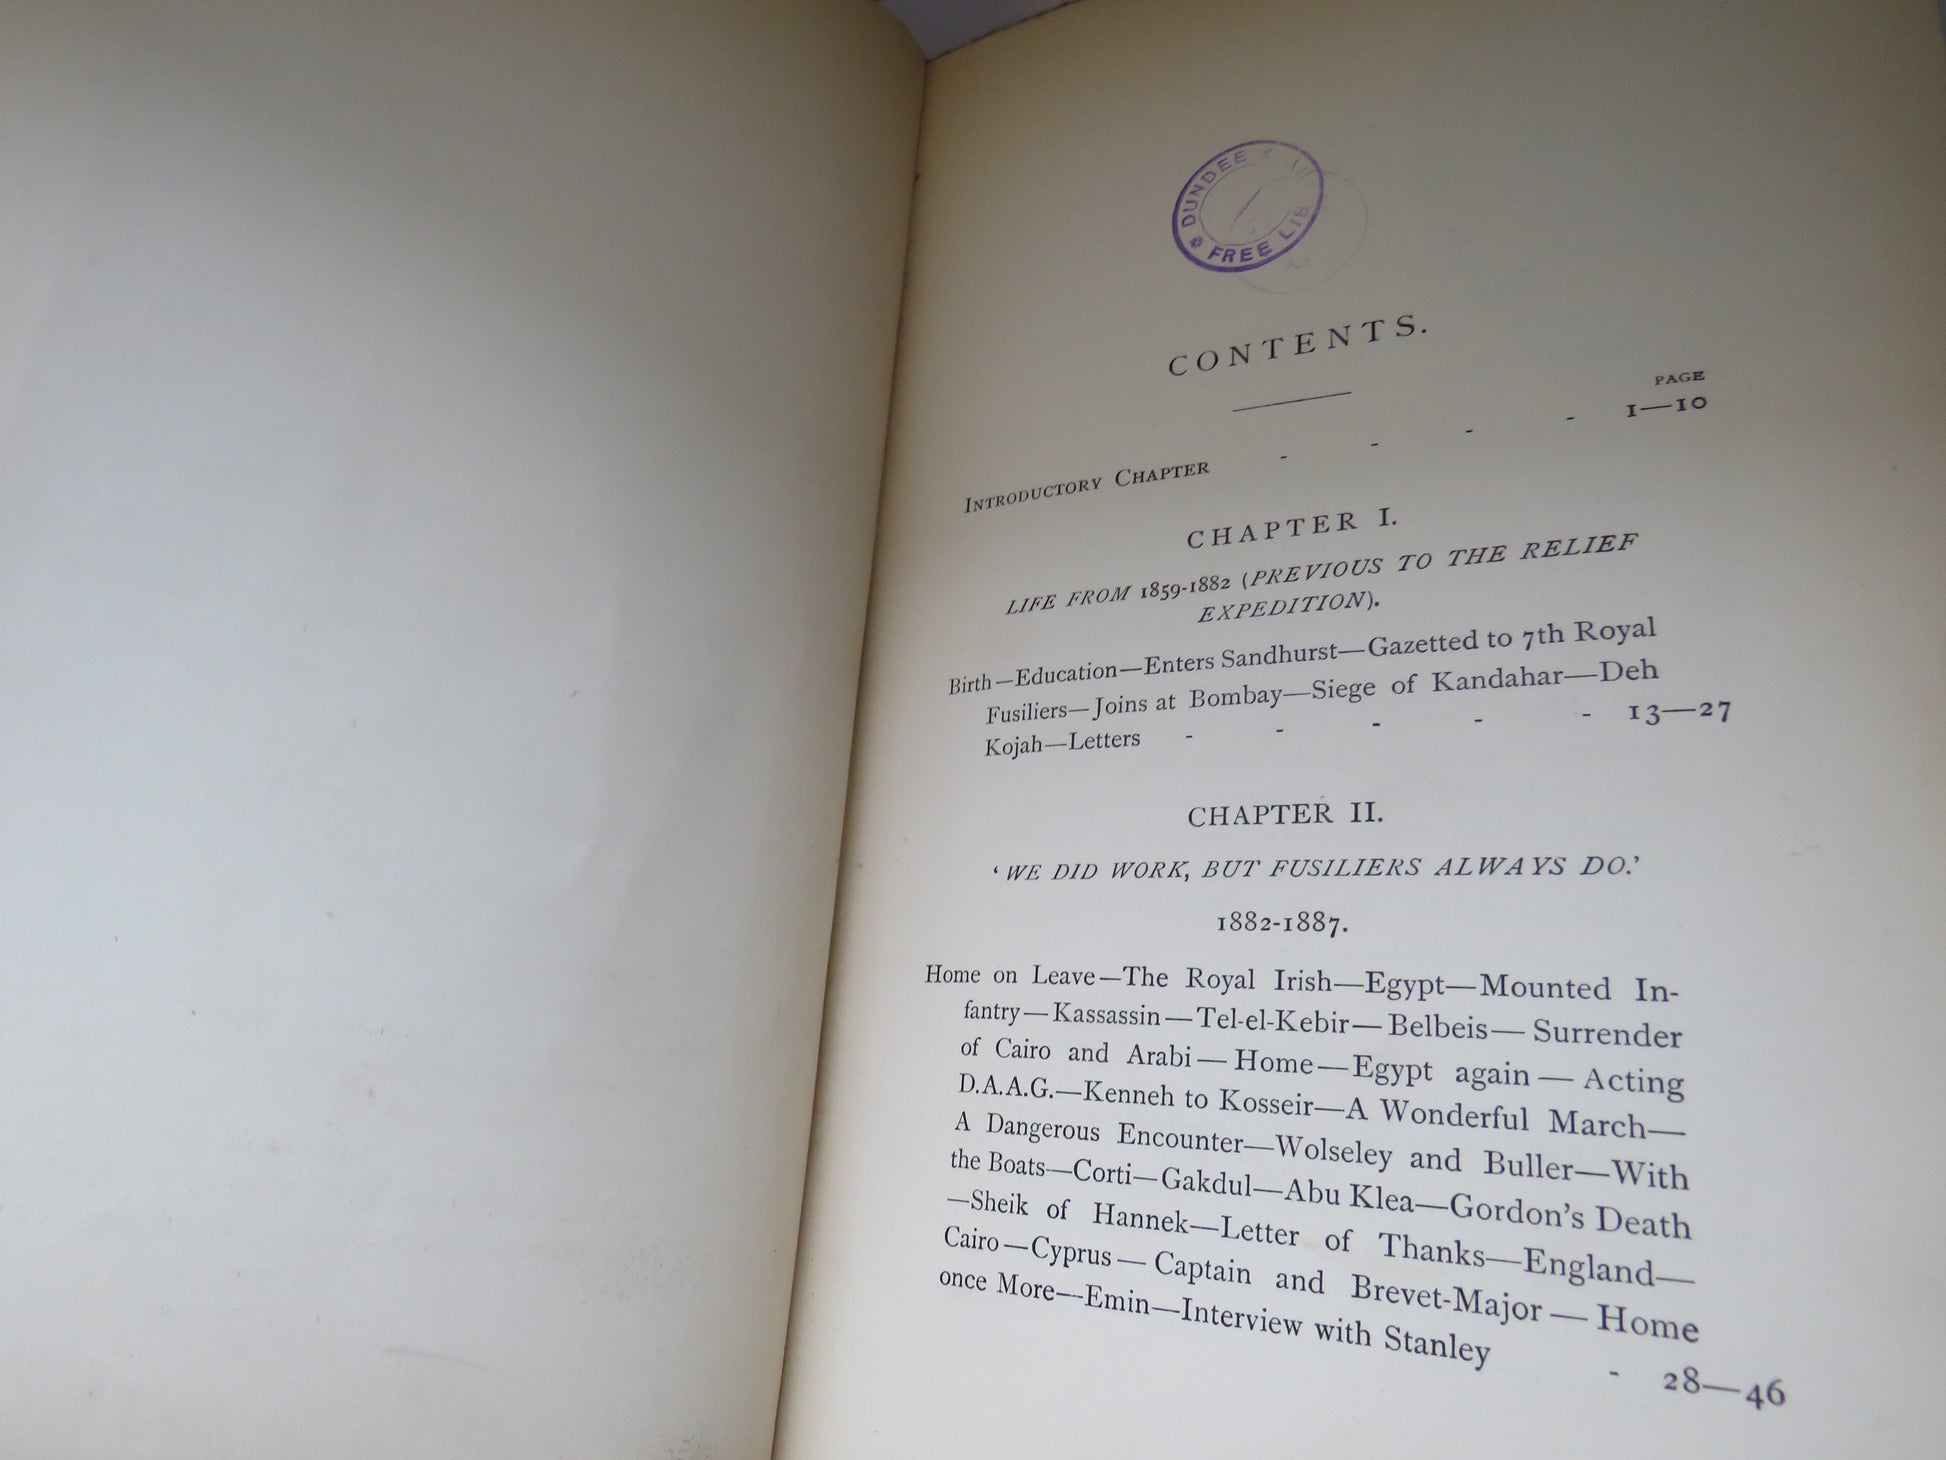 DUNDEE
FREE LIB
CONTENTS.
PAGE
INTRODUCTORY CHAPTER - - - - 1—10
CHAPTER I.
LIFE FROM 1859-1882 (PREVIOUS TO THE RELIEF
EXPEDITION).
Birth—Education—Enters Sandhurst—Gazetted to 7th Royal
Fusiliers—Joins at Bombay—Siege of Kandahar—Deh
Kojah—Letters - - - - - 13—27
CHAPTER II.
‘WE DID WORK, BUT FUSILIERS ALWAYS DO.’
1882-1887.
Home on Leave—The Royal Irish—Egypt—Mounted In-
fantry—Kassassin—Tel-el-Kebir—Belbeis—Surrender
of Cairo and Arabi—Home—Egypt again—Acting
D.A.A.G.—Kenneh to Kosseir—A Wonderful March—
A Dangerous Encounter—Wolseley and Buller—With
the Boats—Corti—Gakdul—Abu Klea—Gordon’s Death
—Sheik of Hannek—Letter of Thanks—England—
Cairo—Cyprus—Captain and Brevet-Major—Home
once More—Emin—Interview with Stanley - 28—46